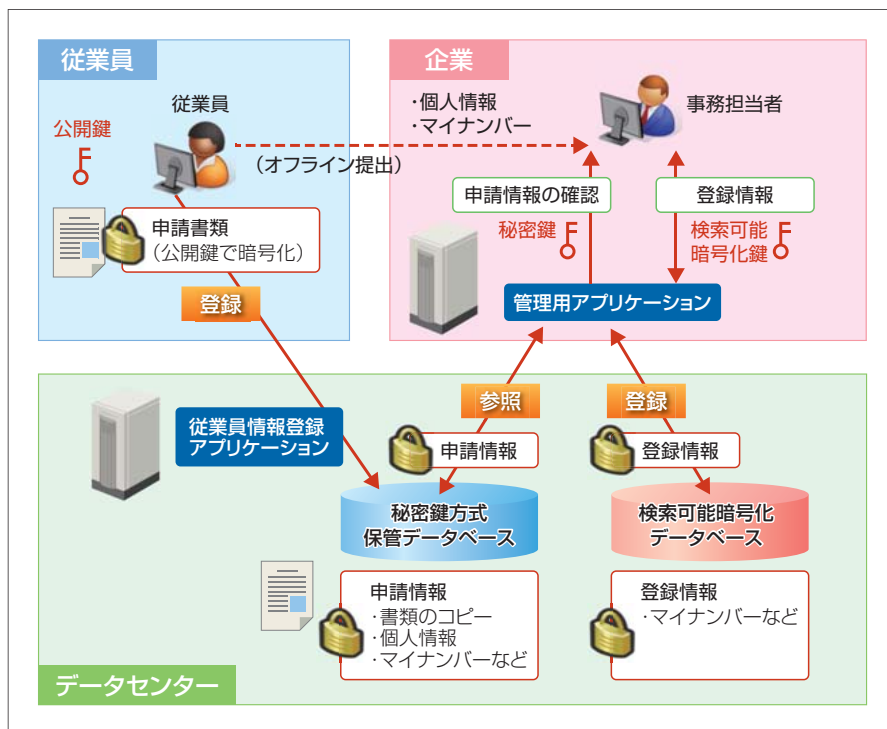 従業員
従業員
公開鍵
申請書類
（公開鍵で暗号化）
登録
（オフライン提出）
企業
・個人情報
・マイナンバー
事務担当者
申請情報の確認
登録情報
秘密鍵
検索可能
暗号化鍵
管理用アプリケーション
従業員情報登録
アプリケーション
参照
登録
申請情報
登録情報
秘密鍵方式
保管データベース
検索可能暗号化
データベース
申請情報
・書類のコピー
・個人情報
・マイナンバーなど
登録情報
・マイナンバーなど
データセンター